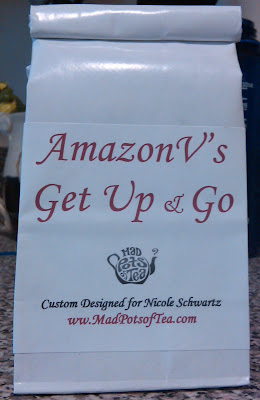 AmazonV's
Get Up & Go
Mad
Pots
of Tea
Custom Designed for Nicole Schwartz
www.MadPotsofTea.com